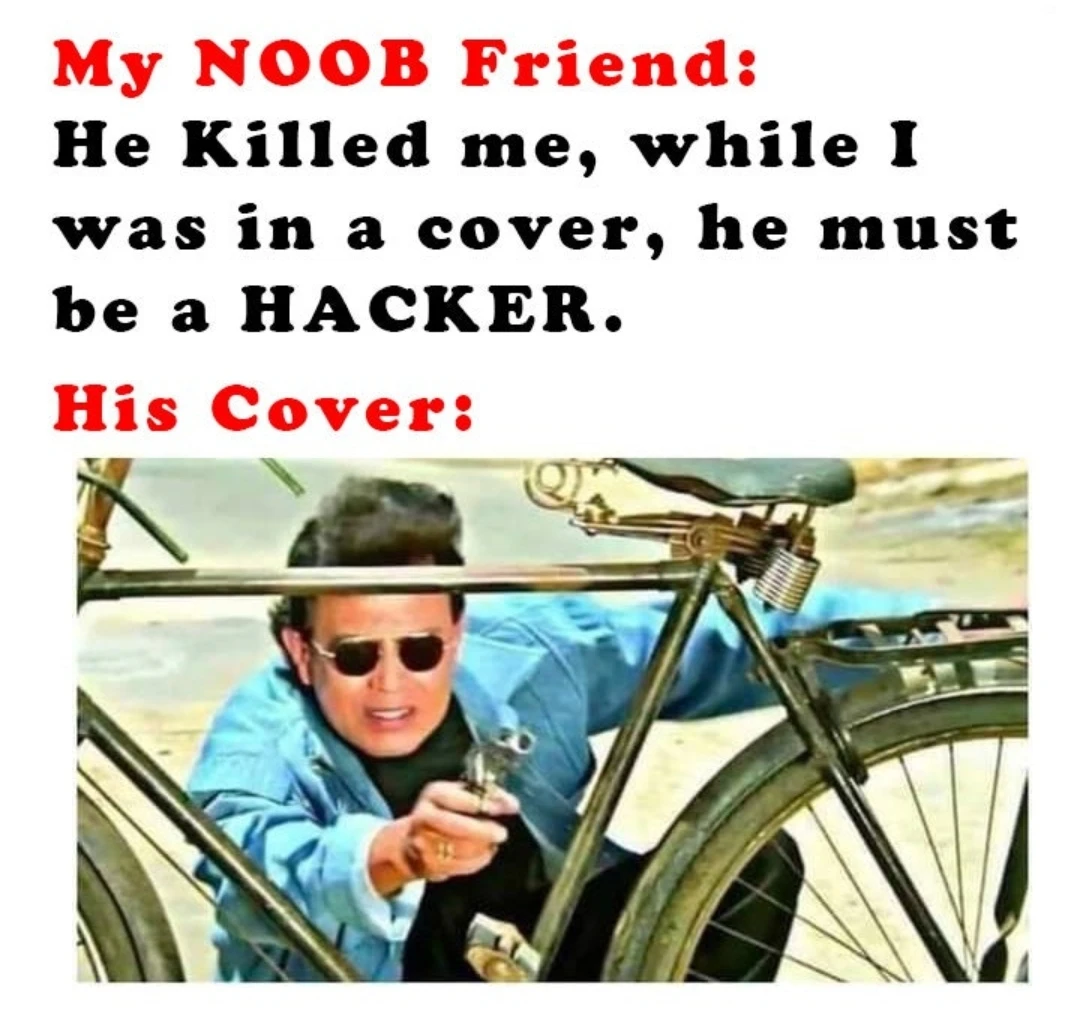 My NOOB Friend:
He Killed me, while I
was in a cover, he must
be a HACKER.
His Cover: